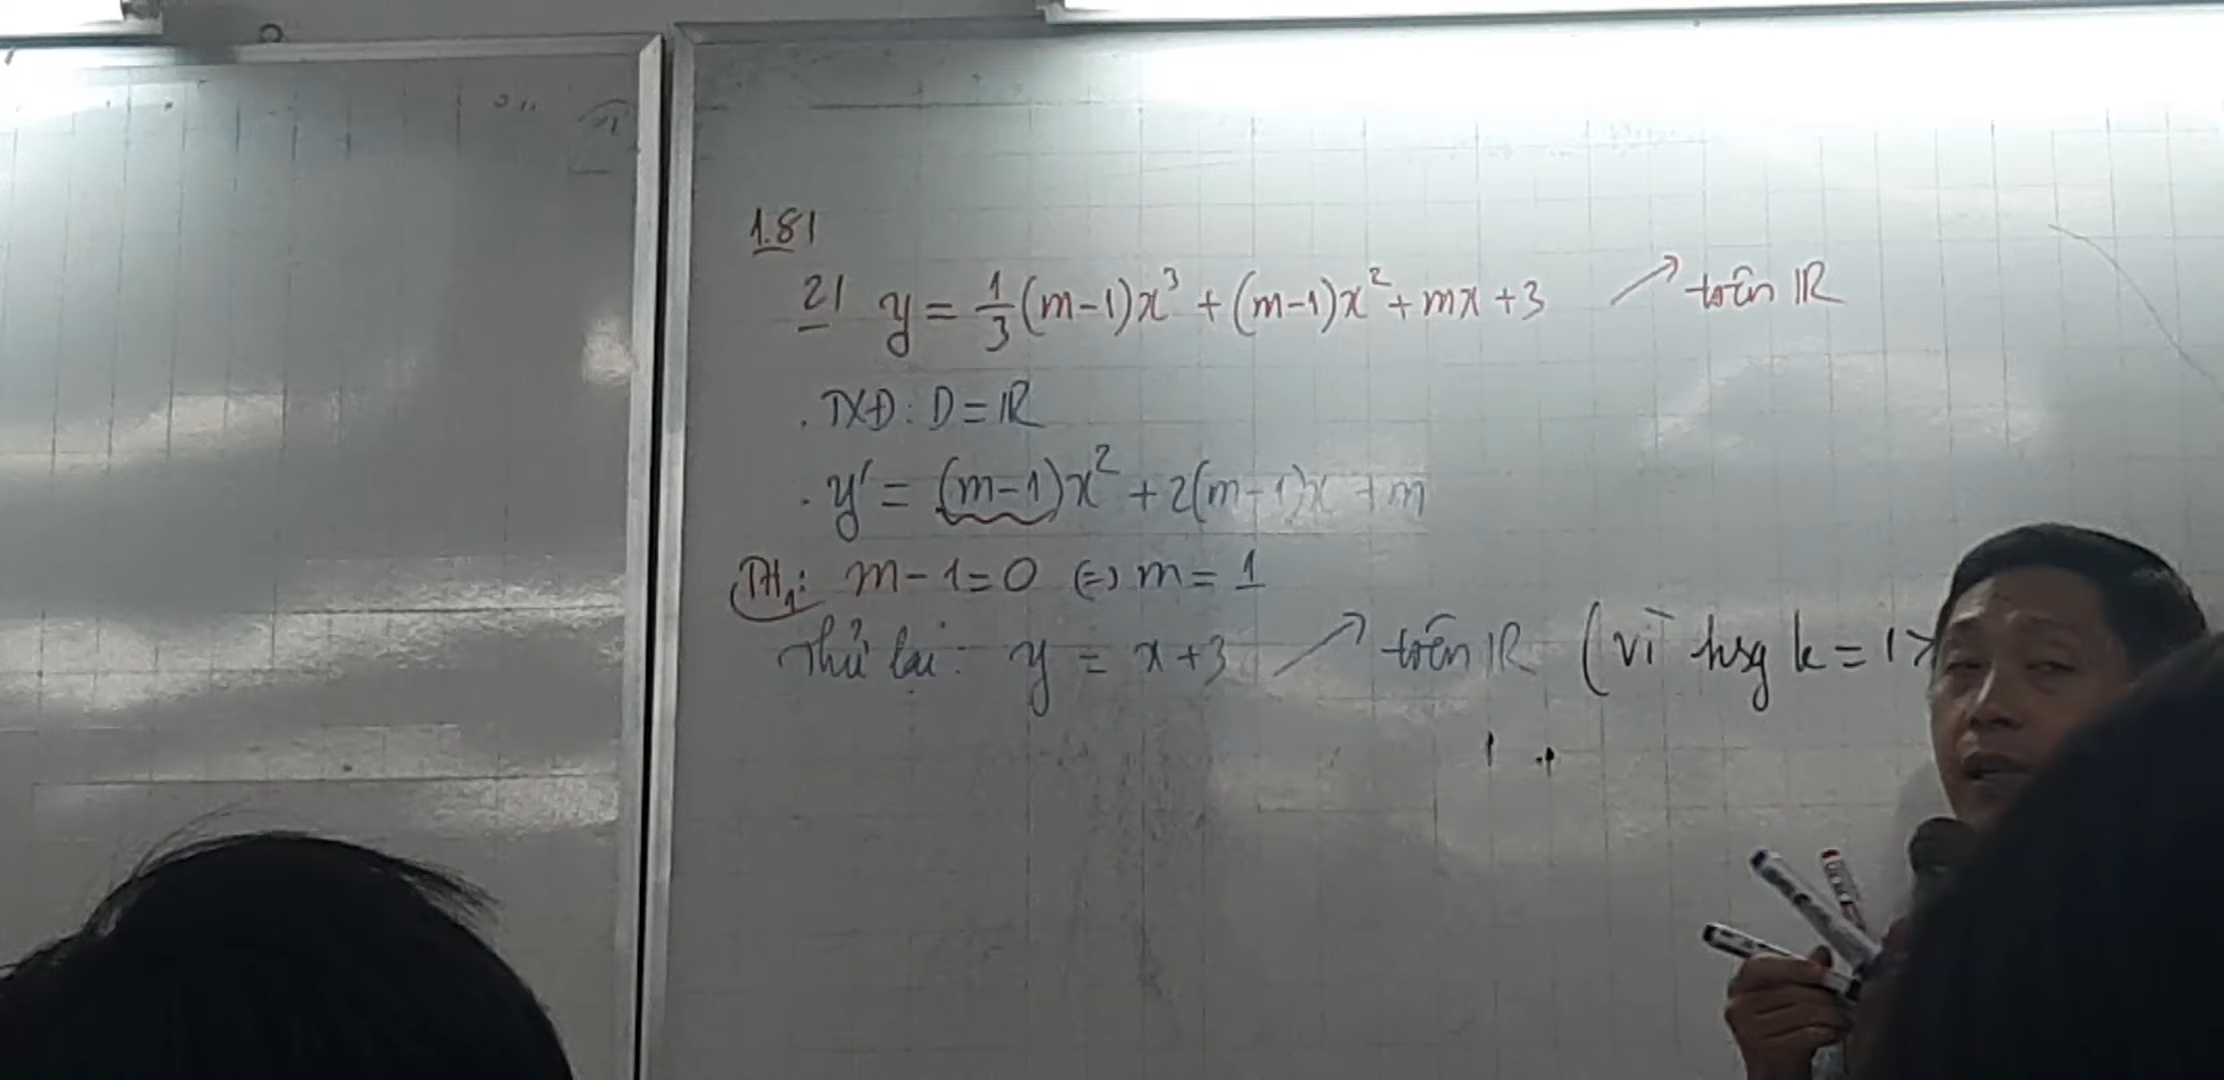 1.81
2/ y = 1/3 (m-1)x³ + (m-1)x² + mx + 3 ↗ trên ℝ
. TXĐ: D = ℝ
. y' = (m-1)x² + 2(m-1)x + m
TH₁: m - 1 = 0 ⇔ m = 1
Thử lại: y = x + 3 ↗ trên ℝ (vì hsg k = 1 >